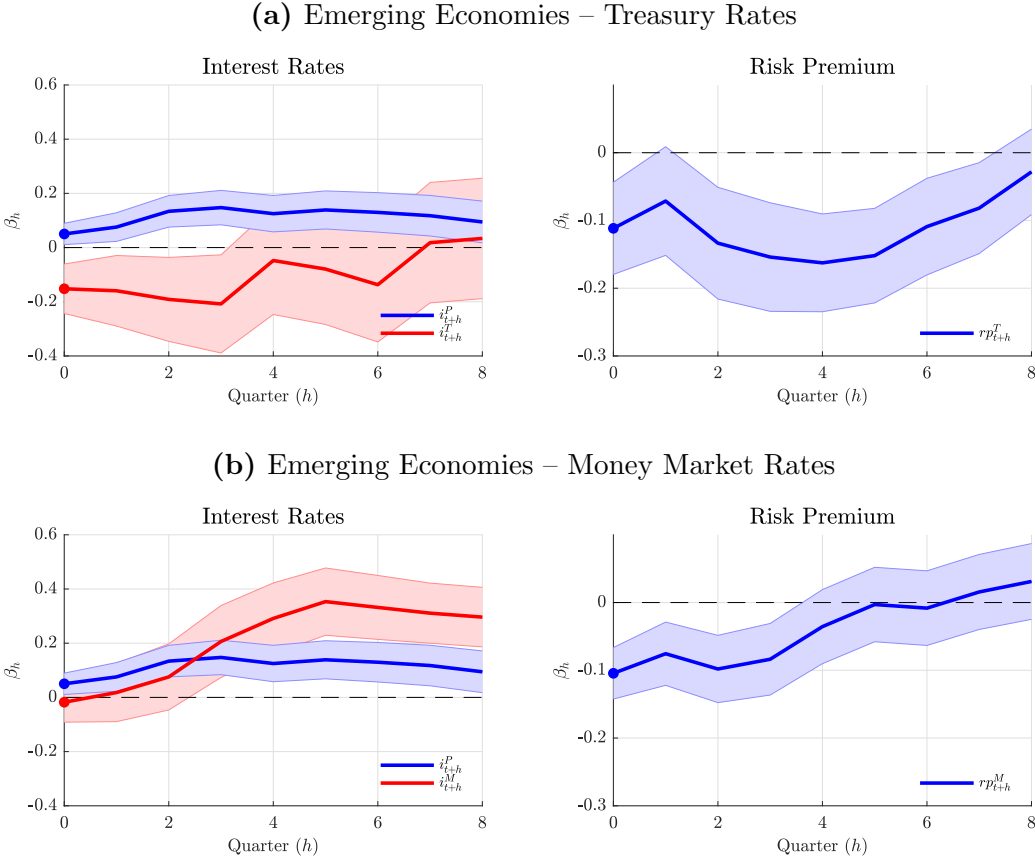 (a) Emerging Economies – Treasury Rates
Interest Rates
0.6
0.4
0.2
0
-0.2
-0.4
β_h
0 2 4 6 8
Quarter (h)
i^P_{t+h}
i^T_{t+h}
Risk Premium
0
-0.1
-0.2
-0.3
β_h
0 2 4 6 8
Quarter (h)
rp^T_{t+h}
(b) Emerging Economies – Money Market Rates
Interest Rates
0.6
0.4
0.2
0
-0.2
-0.4
β_h
0 2 4 6 8
Quarter (h)
i^P_{t+h}
i^M_{t+h}
Risk Premium
0
-0.1
-0.2
-0.3
β_h
0 2 4 6 8
Quarter (h)
rp^M_{t+h}